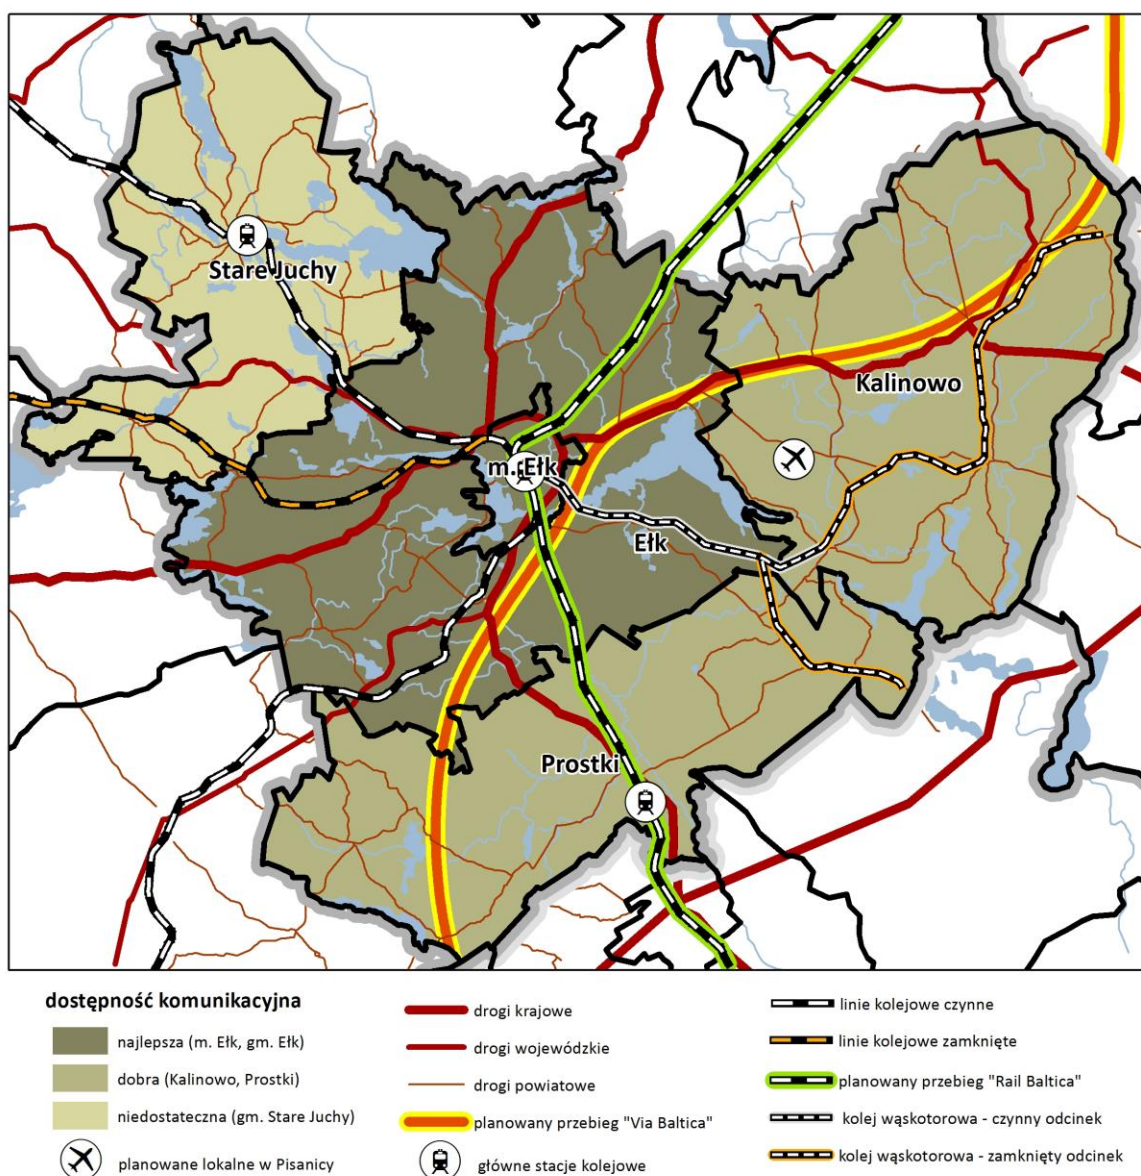 Stare Juchy
Kalinowo
m. Ełk
Ełk
Prostki
dostępność komunikacyjna
najlepsza (m. Ełk, gm. Ełk)
dobra (Kalinowo, Prostki)
niedostateczna (gm. Stare Juchy)
planowane lokalne w Pisanicy
drogi krajowe
drogi wojewódzkie
drogi powiatowe
planowany przebieg "Via Baltica"
główne stacje kolejowe
linie kolejowe czynne
linie kolejowe zamknięte
planowany przebieg "Rail Baltica"
kolej wąskotorowa - czynny odcinek
kolej wąskotorowa - zamknięty odcinek